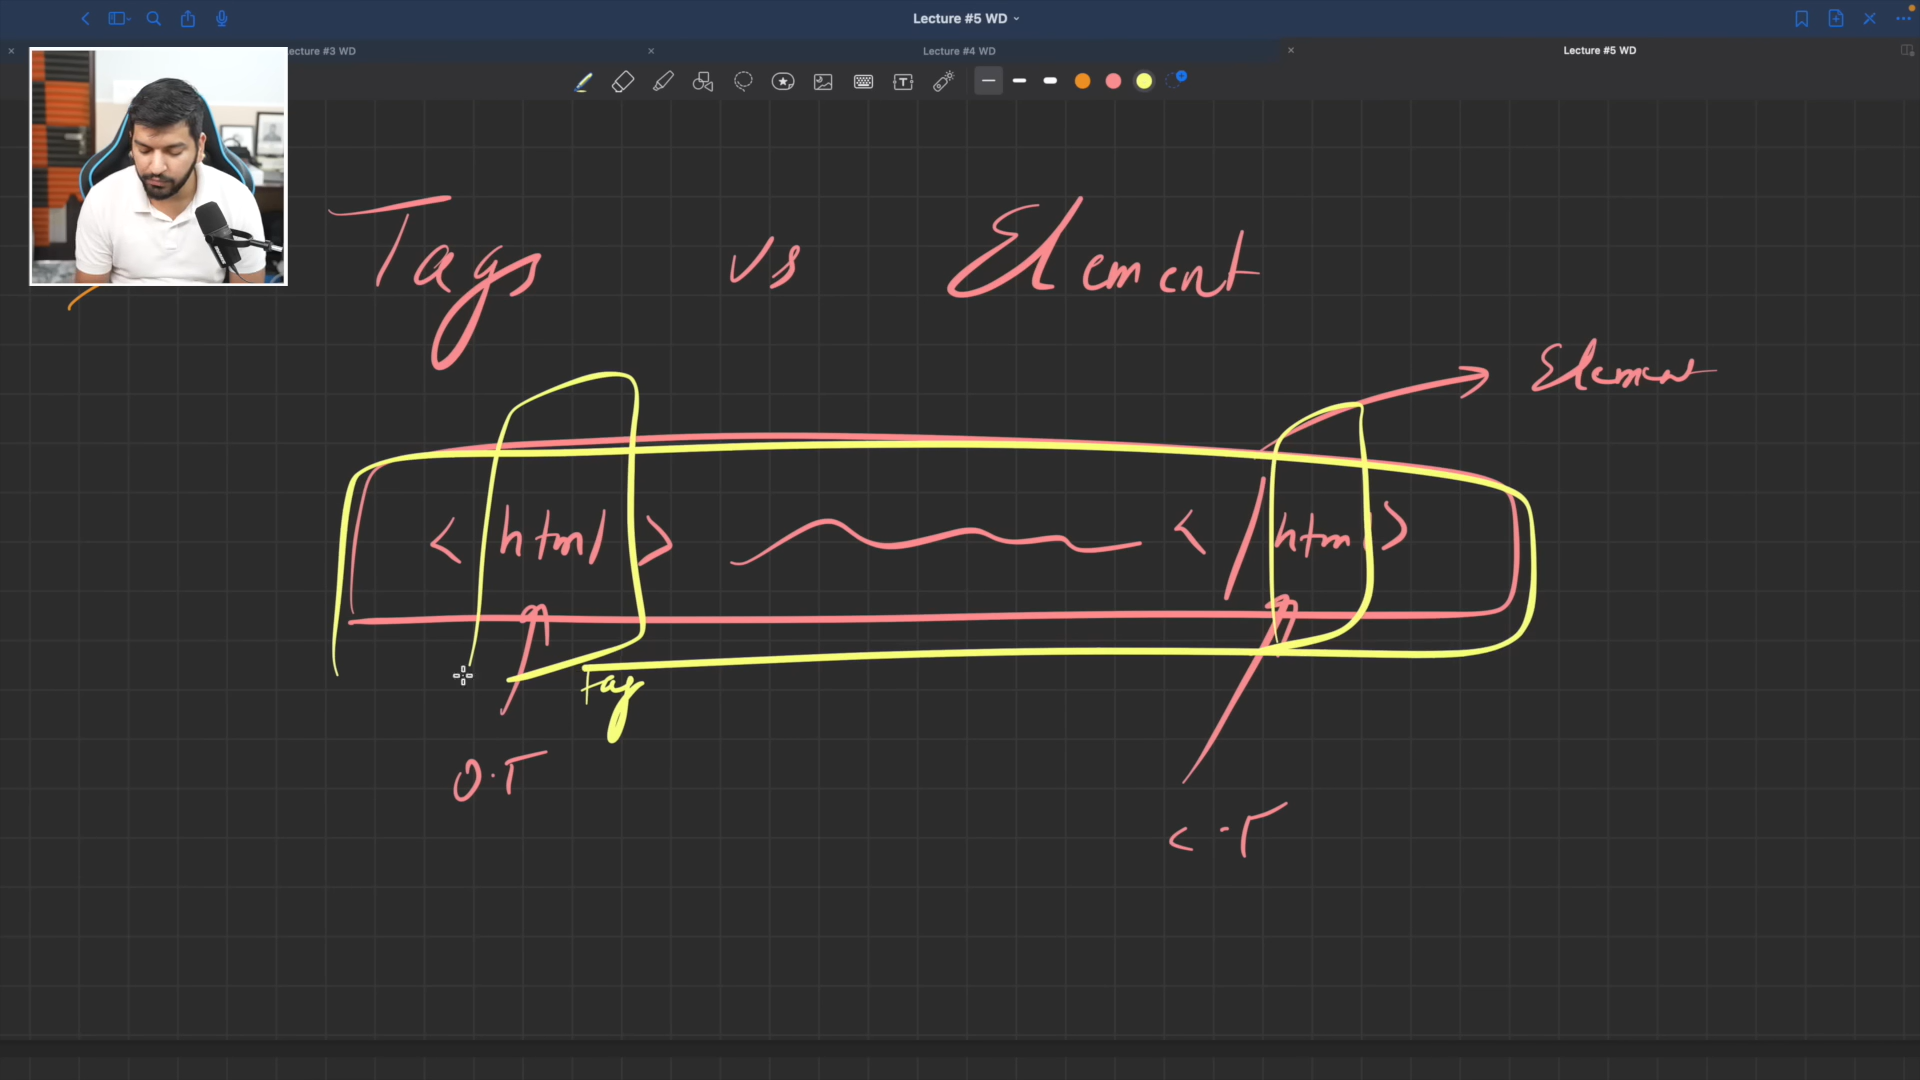 Lecture #5 WD
ecture #3 WD
Lecture #4 WD
Lecture #5 WD
Tags vs Element
Element
<html> </html>
Tag
O.T
C.T